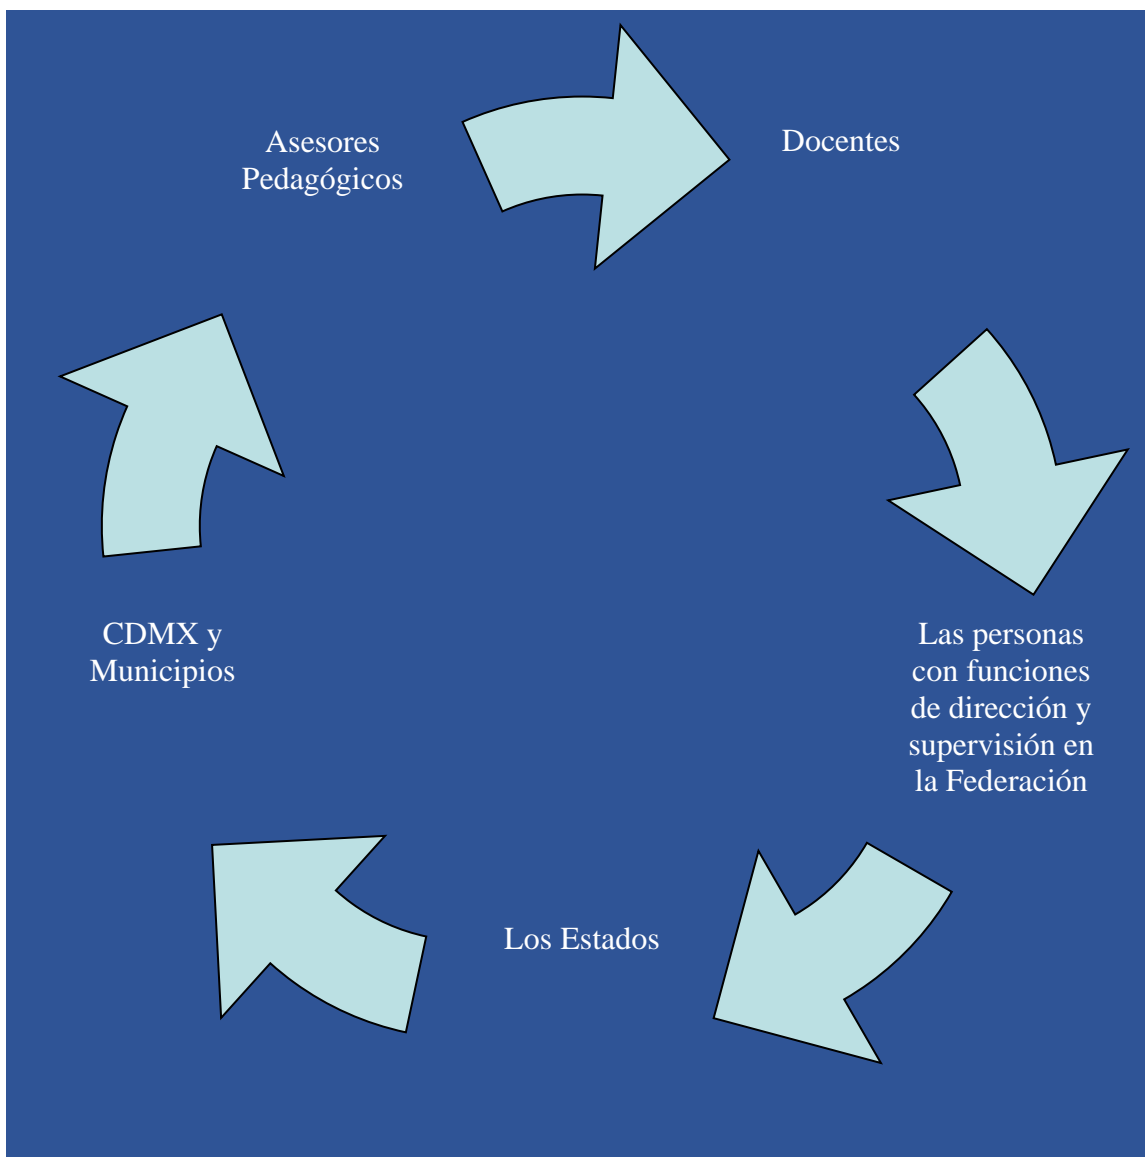 Asesores
Pedagógicos
Docentes
Las personas
con funciones
de dirección y
supervisión en
la Federación
Los Estados
CDMX y
Municipios